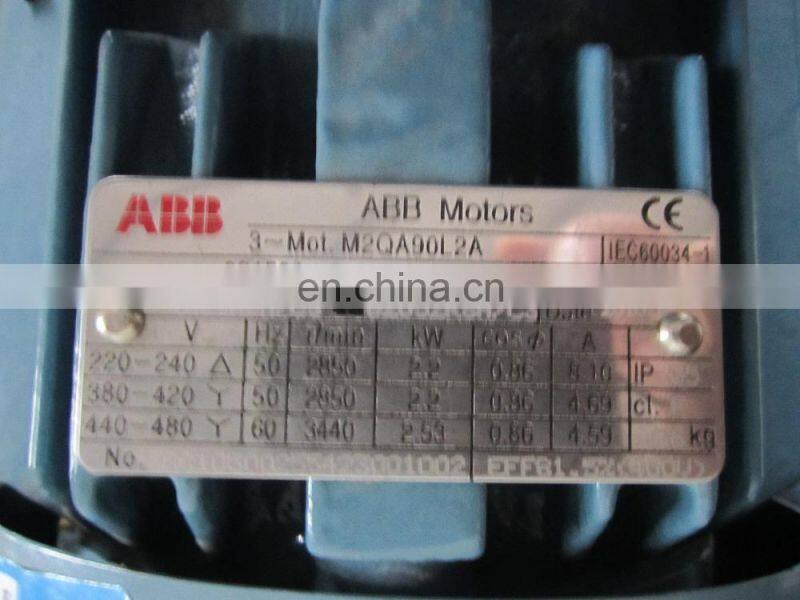 ABB ABB Motors CE
3~Mot. M2QA90L2A IEC60034-1
en.china.cn
V Hz r/min kW cosϕ A
220-240 Δ 50 2850 2.2 0.86 8.10 IP
380-420 Y 50 2850 2.2 0.86 4.69 cl.
440-480 Y 60 3440 2.53 0.86 4.59 kg
No.